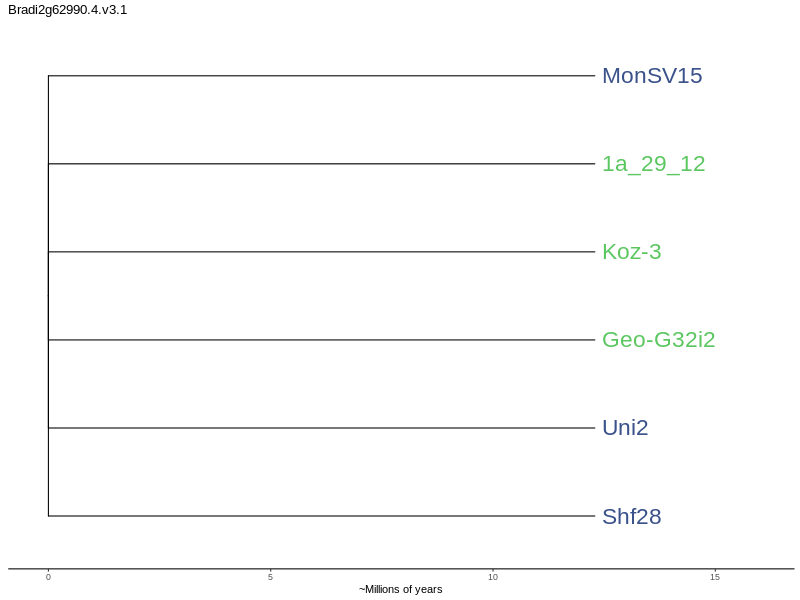 Bradi2g62990.4.v3.1
MonSV15
1a_29_12
Koz-3
Geo-G32i2
Uni2
Shf28
0 5 10 15
~Millions of years